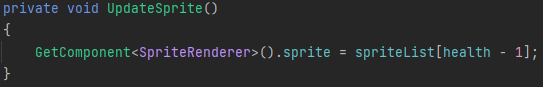 private void UpdateSprite()
{
    GetComponent<SpriteRenderer>().sprite = spriteList[health - 1];
}